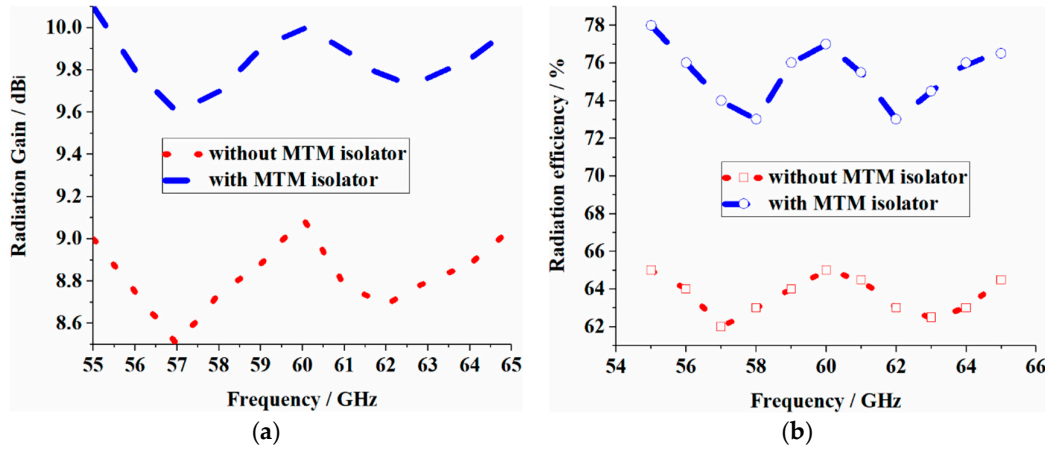 Radiation Gain / dBi
10.0
9.8
9.6
9.4
9.2
9.0
8.8
8.6
without MTM isolator
with MTM isolator
55 56 57 58 59 60 61 62 63 64 65
Frequency / GHz
(a)
Radiation efficiency / %
78
76
74
72
70
68
66
64
62
without MTM isolator
with MTM isolator
54 56 58 60 62 64 66
Frequency / GHz
(b)